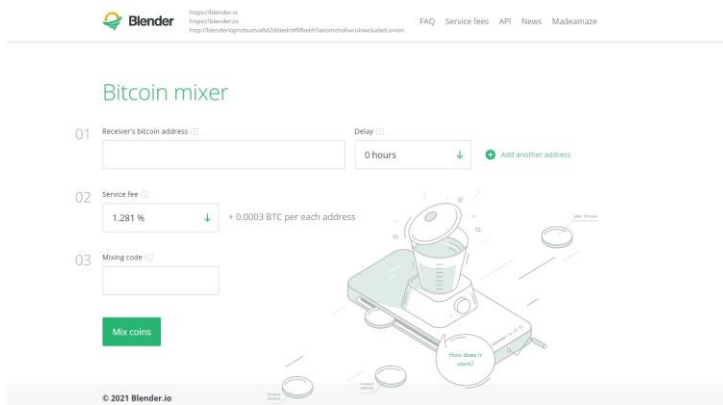 Blender
https://blender.io
https://blender.to
FAQ Service fees API News Madeamaze
Bitcoin mixer
01 Receiver's bitcoin address Delay
0 hours
Add another address
02 Service fee
1.281 % + 0.0003 BTC per each address
03 Mixing code
Mix coins
How does it
work?
© 2021 Blender.io